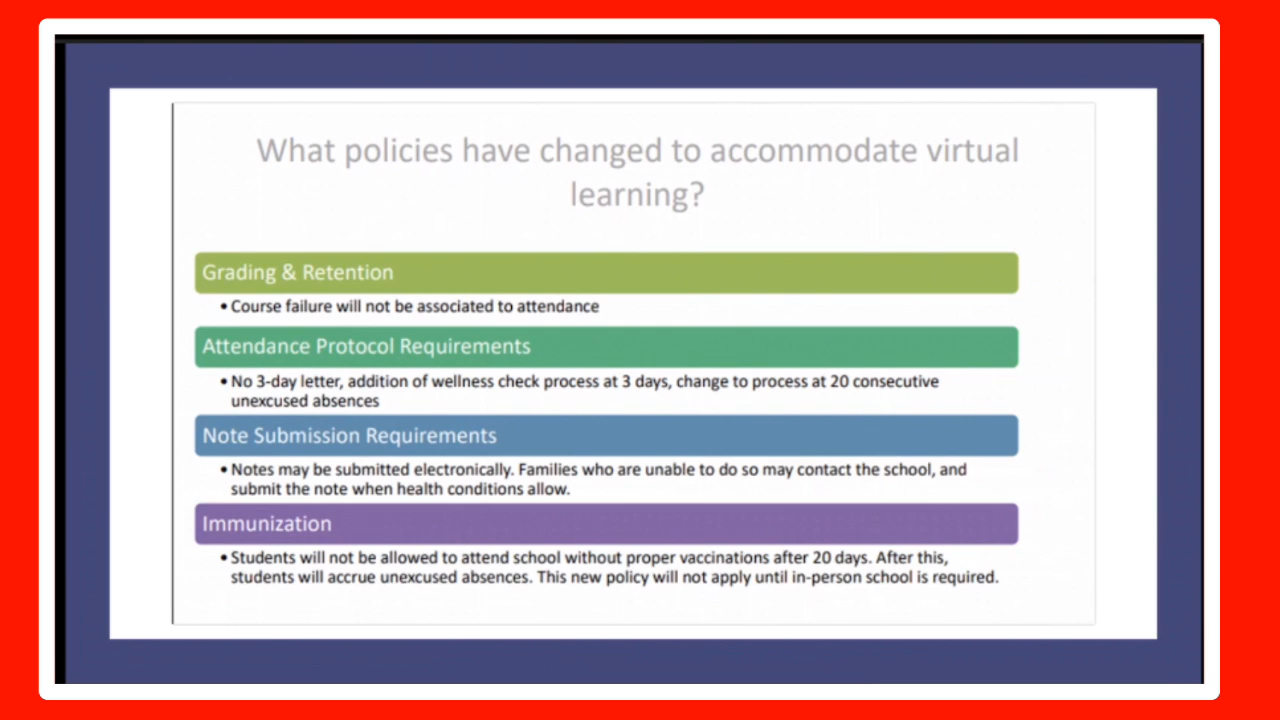 What policies have changed to accommodate virtual
learning?
Grading & Retention
• Course failure will not be associated to attendance
Attendance Protocol Requirements
• No 3-day letter, addition of wellness check process at 3 days, change to process at 20 consecutive
unexcused absences
Note Submission Requirements
• Notes may be submitted electronically. Families who are unable to do so may contact the school, and
submit the note when health conditions allow.
Immunization
• Students will not be allowed to attend school without proper vaccinations after 20 days. After this,
students will accrue unexcused absences. This new policy will not apply until in-person school is required.